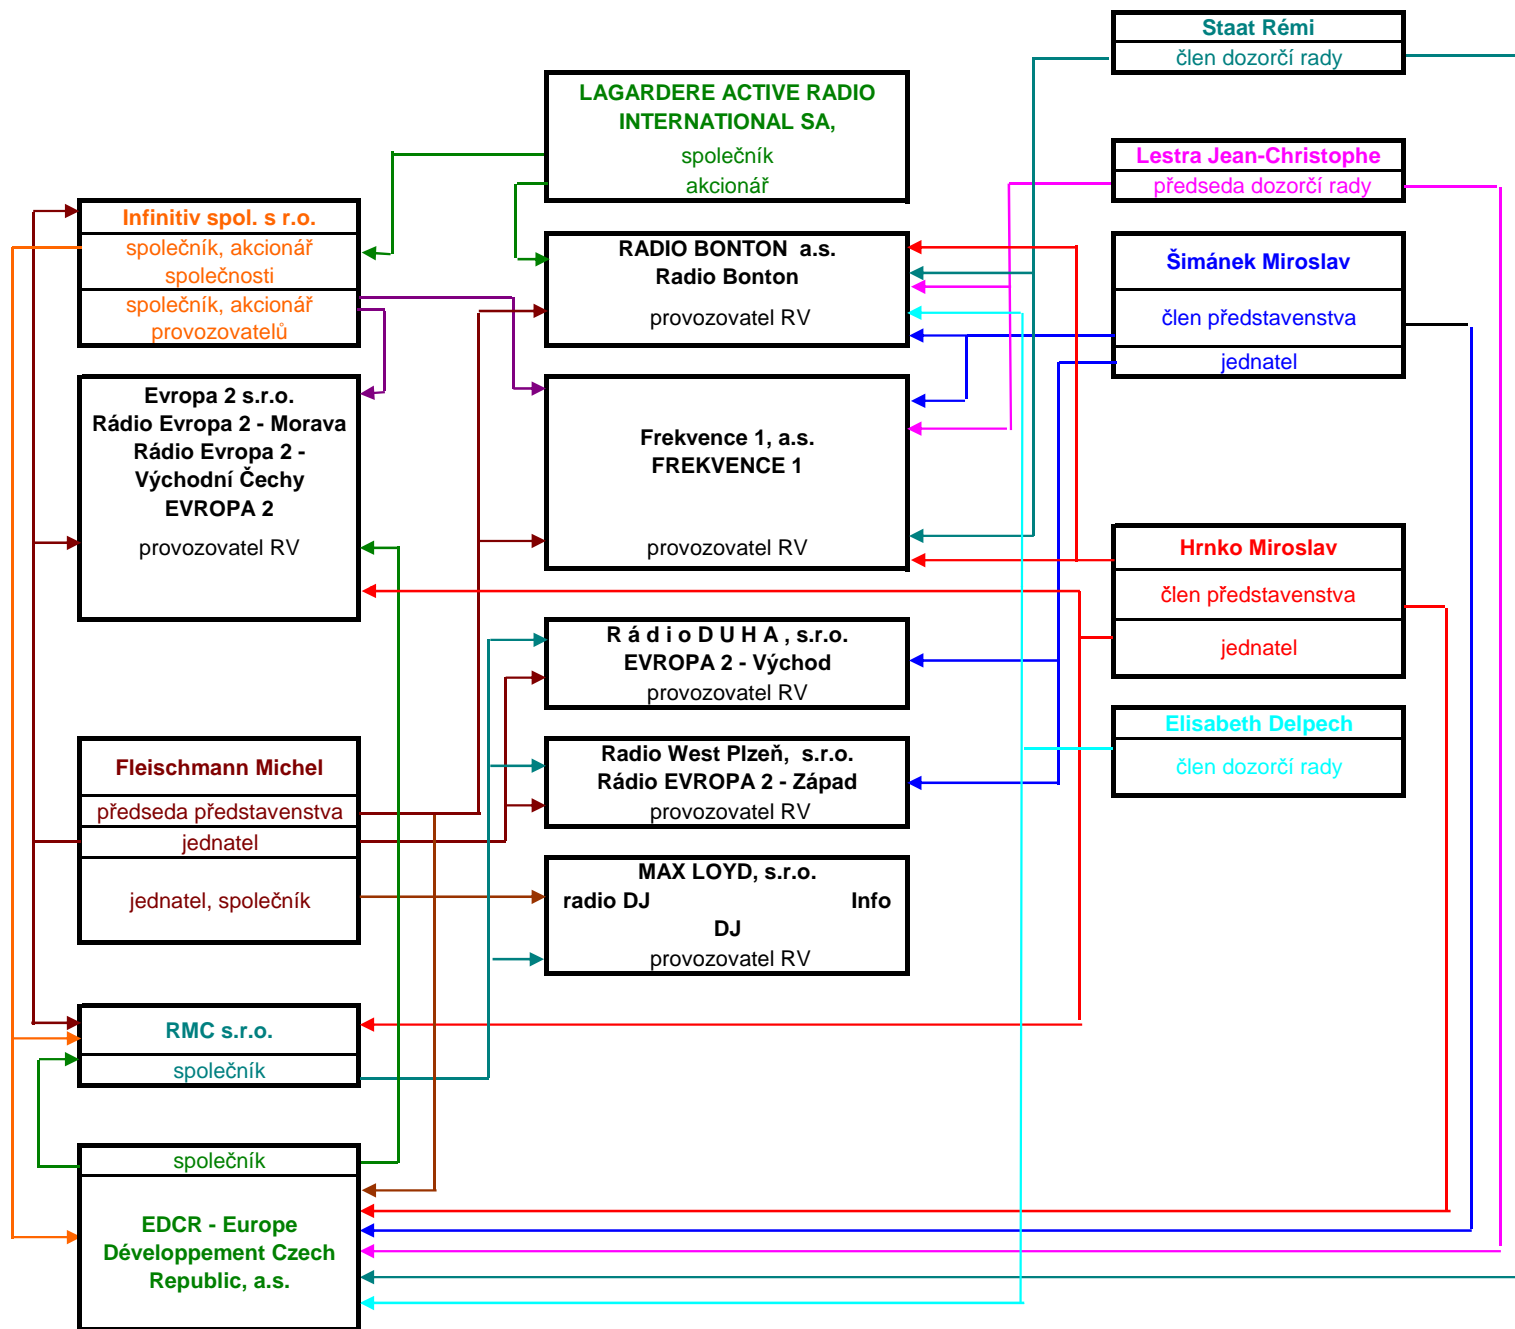 Staat Rémi
člen dozorčí rady
LAGARDERE ACTIVE RADIO
INTERNATIONAL SA,
společník
akcionář
Lestra Jean-Christophe
předseda dozorčí rady
Infinitiv spol. s r.o.
společník, akcionář
společnosti
společník, akcionář
provozovatelů
RADIO BONTON a.s.
Radio Bonton
provozovatel RV
Šimánek Miroslav
člen představenstva
jednatel
Evropa 2 s.r.o.
Rádio Evropa 2 - Morava
Rádio Evropa 2 -
Východní Čechy
EVROPA 2
provozovatel RV
Frekvence 1, a.s.
FREKVENCE 1
provozovatel RV
Hrnko Miroslav
člen představenstva
jednatel
R á d i o D U H A , s.r.o.
EVROPA 2 - Východ
provozovatel RV
Elisabeth Delpech
člen dozorčí rady
Fleischmann Michel
předseda představenstva
jednatel
jednatel, společník
Radio West Plzeň, s.r.o.
Rádio EVROPA 2 - Západ
provozovatel RV
MAX LOYD, s.r.o.
radio DJ Info
DJ
provozovatel RV
RMC s.r.o.
společník
společník
EDCR - Europe
Développement Czech
Republic, a.s.